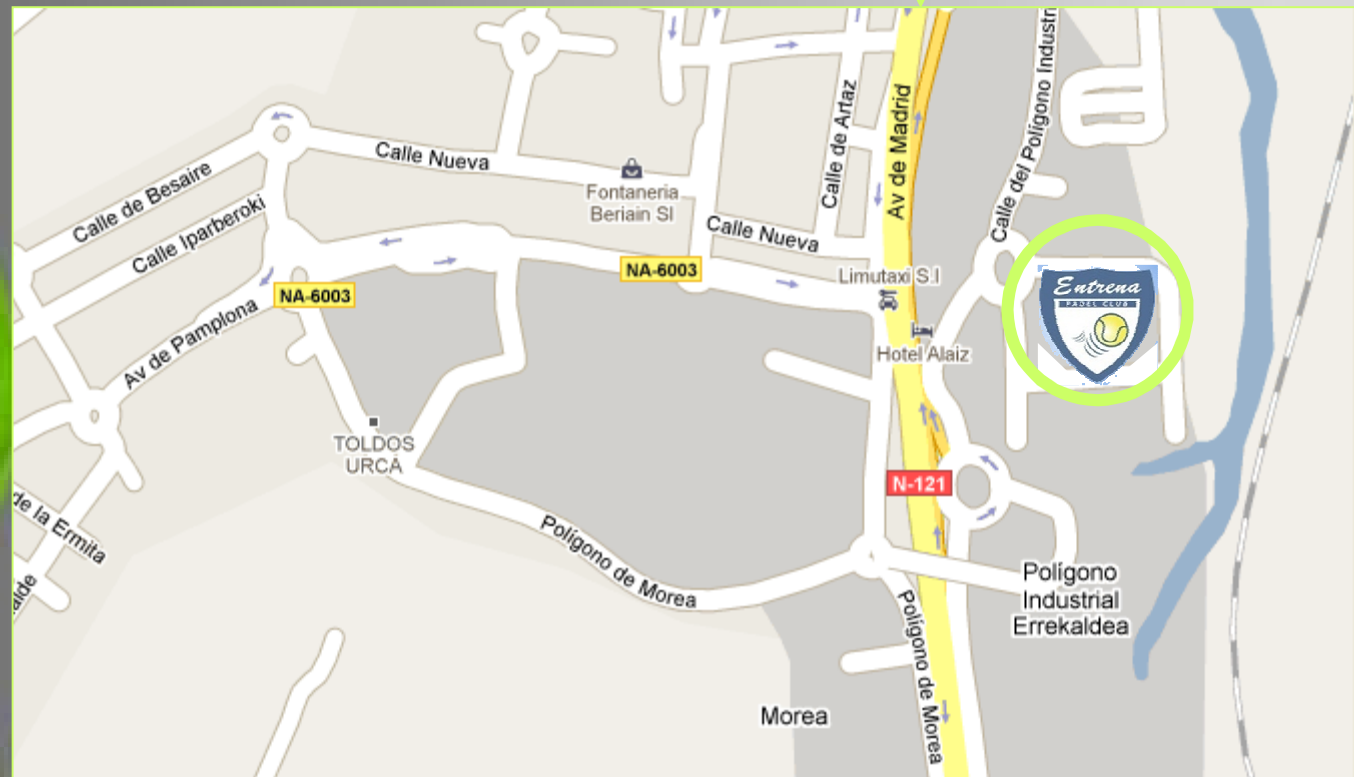 Calle del Polígono Industr
Av de Madrid
Calle de Artaz
Calle Nueva
Fontaneria
Beriain Sl
Calle de Besaire
Calle Iparberoki
Calle Nueva
NA-6003
Limutaxi S.l
NA-6003
Entrena
PADEL CLUB
Av de Pamplona
Hotel Alaiz
TOLDOS
URCA
N-121
de la Ermita
Polígono de Morea
Polígono
Industrial
Errekaldea
alde
Polígono de Morea
Morea